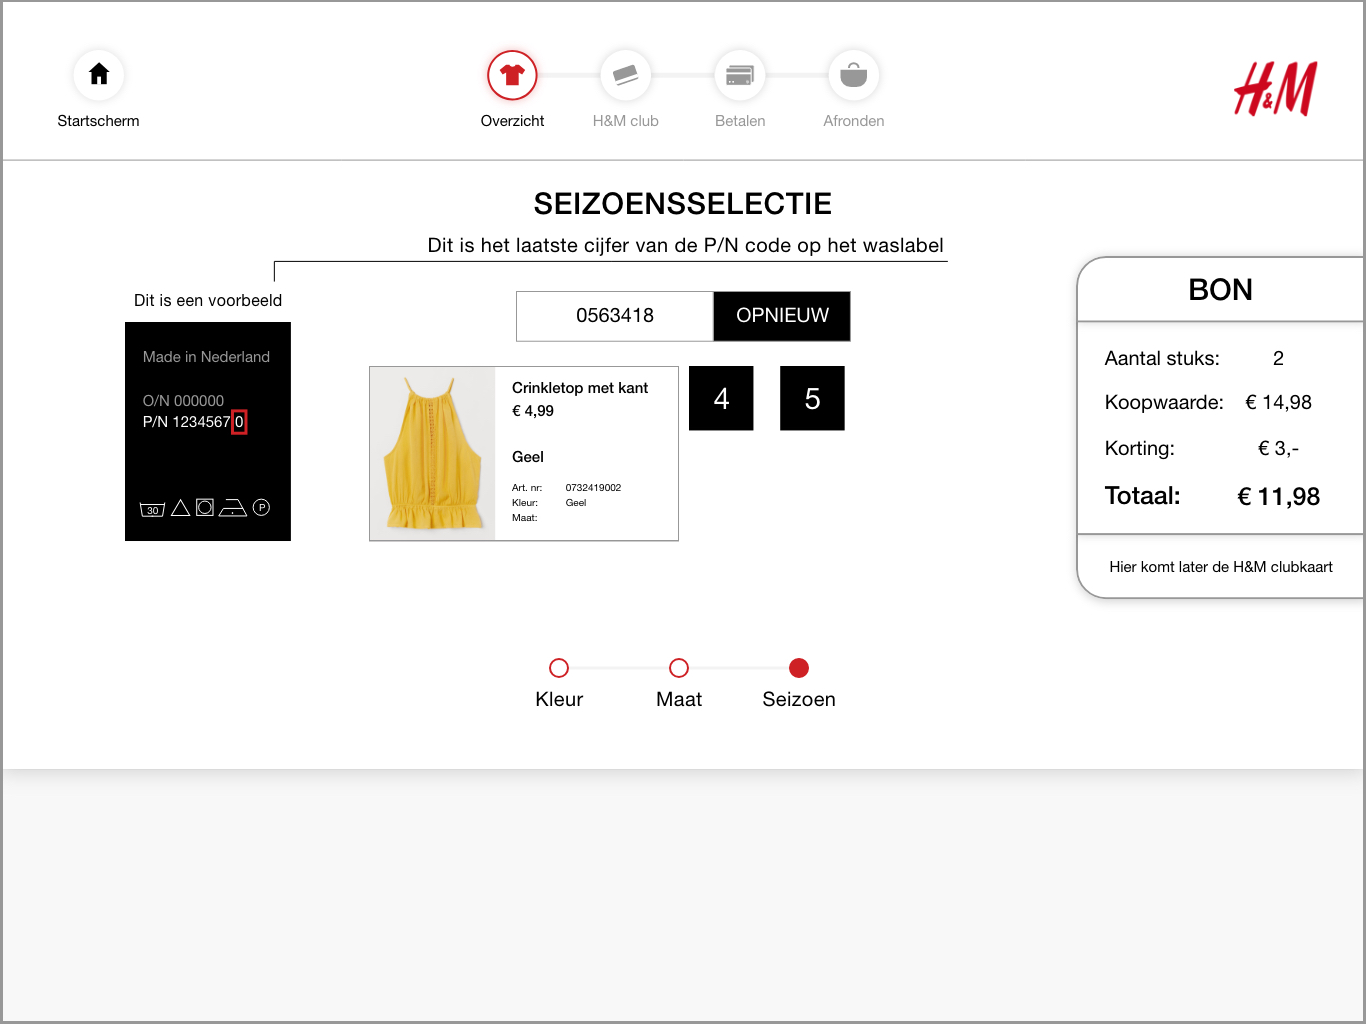 Startscherm
Overzicht
H&M club
Betalen
Afronden
H&M
SEIZOENSSELECTIE
Dit is het laatste cijfer van de P/N code op het waslabel
Dit is een voorbeeld
Made in Nederland
O/N 000000
P/N 12345670
30
P
0563418
OPNIEUW
Crinkletop met kant
€ 4,99
Geel
Art. nr: 0732419002
Kleur: Geel
Maat:
4
5
BON
Aantal stuks: 2
Koopwaarde: € 14,98
Korting: € 3,-
Totaal: € 11,98
Hier komt later de H&M clubkaart
Kleur
Maat
Seizoen